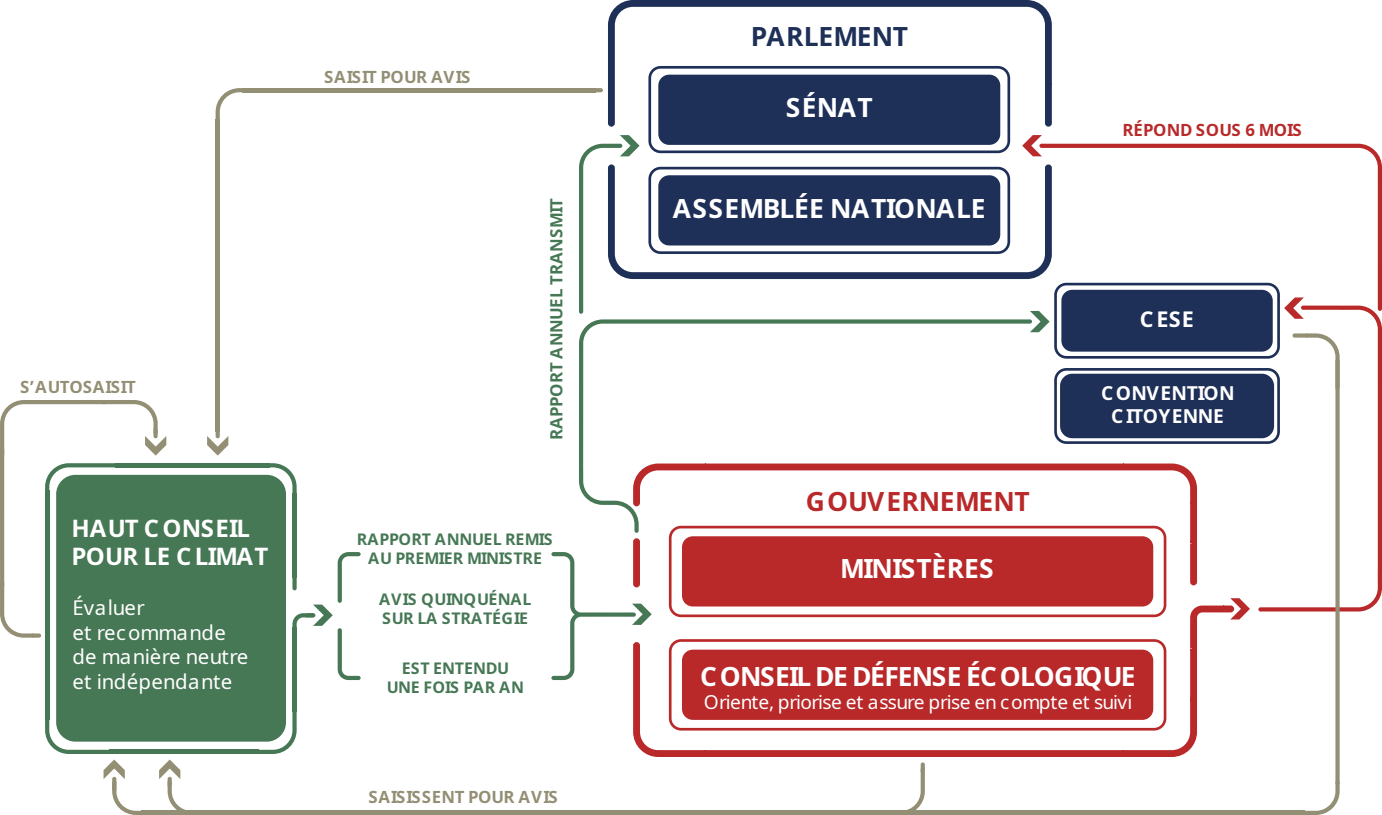 PARLEMENT
SAISIT POUR AVIS
SÉNAT
RÉPOND SOUS 6 MOIS
ASSEMBLÉE NATIONALE
RAPPORT ANNUEL TRANSMIT
CESE
S’AUTOSAISIT
CONVENTION
CITOYENNE
GOUVERNEMENT
HAUT CONSEIL
POUR LE CLIMAT
Évaluer
et recommande
de manière neutre
et indépendante
RAPPORT ANNUEL REMIS
AU PREMIER MINISTRE
AVIS QUINQUÉNAL
SUR LA STRATÉGIE
EST ENTENDU
UNE FOIS PAR AN
MINISTÈRES
CONSEIL DE DÉFENSE ÉCOLOGIQUE
Oriente, priorise et assure prise en compte et suivi
SAISISSENT POUR AVIS